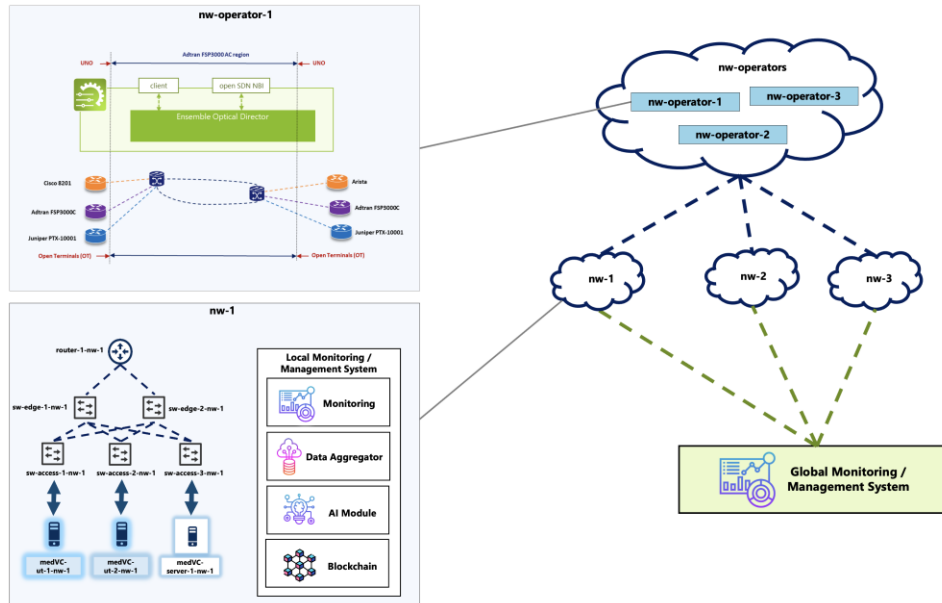 nw-operator-1
Adtran FSP3000 AC region
UNO
UNO
client
open SDN NBI
Ensemble Optical Director
Cisco 8201
Arista
Adtran FSP3000C
Adtran FSP3000C
Juniper PTX-10001
Juniper PTX-10001
Open Terminals (OT)
Open Terminals (OT)
nw-operators
nw-operator-1
nw-operator-3
nw-operator-2
nw-1
nw-2
nw-3
nw-1
router-1-nw-1
sw-edge-1-nw-1
sw-edge-2-nw-1
sw-access-1-nw-1
sw-access-2-nw-1
sw-access-3-nw-1
medVC-
ut-1-nw-1
medVC-
ut-2-nw-1
medVC-
server-1-nw-1
Local Monitoring /
Management System
Monitoring
Data Aggregator
AI Module
Blockchain
Global Monitoring /
Management System